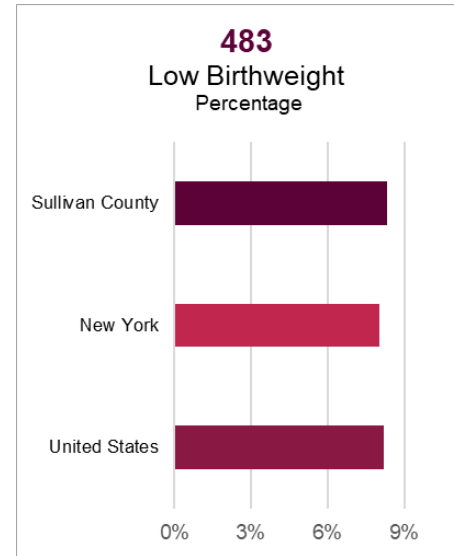 483
Low Birthweight
Percentage
Sullivan County
New York
United States
0% 3% 6% 9%